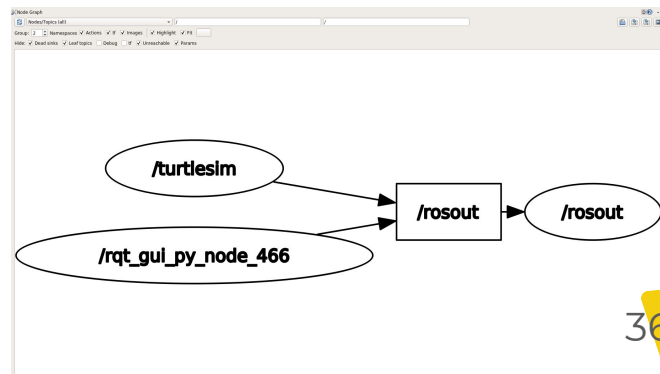 Node Graph
Nodes/Topics (all) / /
Group: 2 Namespaces Actions tf Images Highlight Fit
Hide: Dead sinks Leaf topics Debug tf Unreachable Params
/turtlesim
/rosout /rosout
/rqt_gui_py_node_466
36